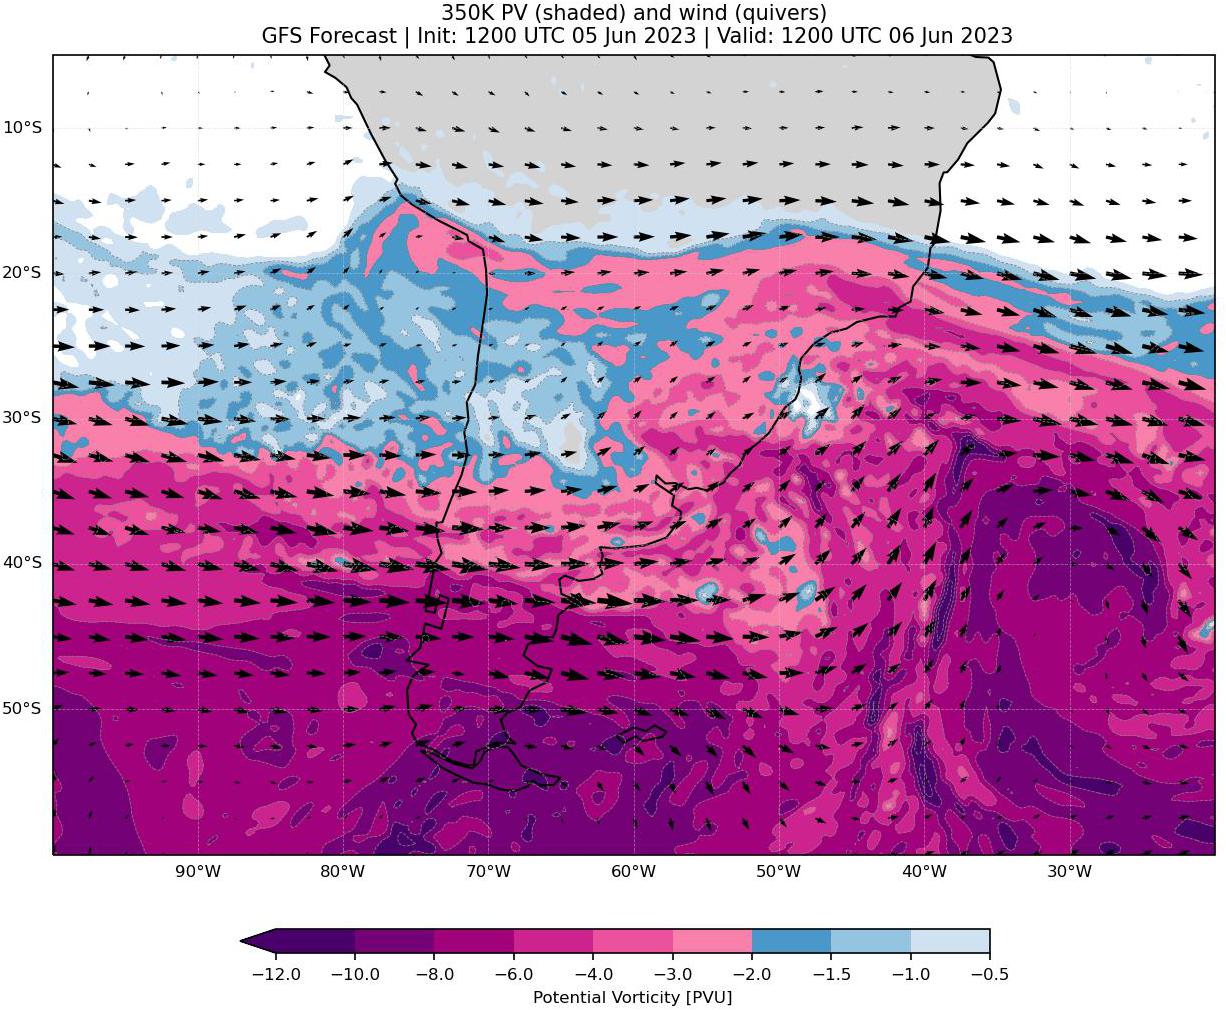 350K PV (shaded) and wind (quivers)
GFS Forecast | Init: 1200 UTC 05 Jun 2023 | Valid: 1200 UTC 06 Jun 2023
10°S
20°S
30°S
40°S
50°S
90°W 80°W 70°W 60°W 50°W 40°W 30°W
−12.0 −10.0 −8.0 −6.0 −4.0 −3.0 −2.0 −1.5 −1.0 −0.5
Potential Vorticity [PVU]